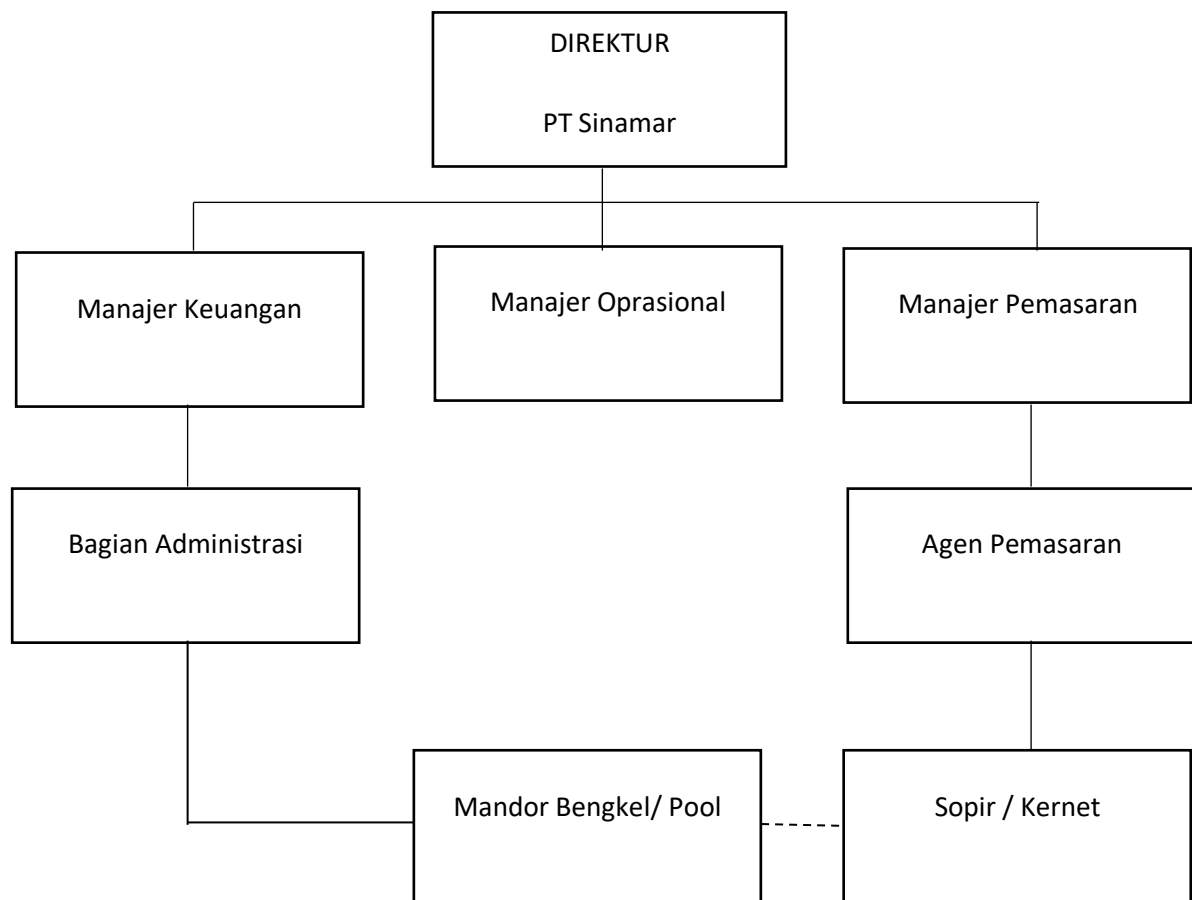 DIREKTUR
PT Sinamar
Manajer Keuangan
Manajer Oprasional
Manajer Pemasaran
Bagian Administrasi
Agen Pemasaran
Mandor Bengkel/ Pool
Sopir / Kernet